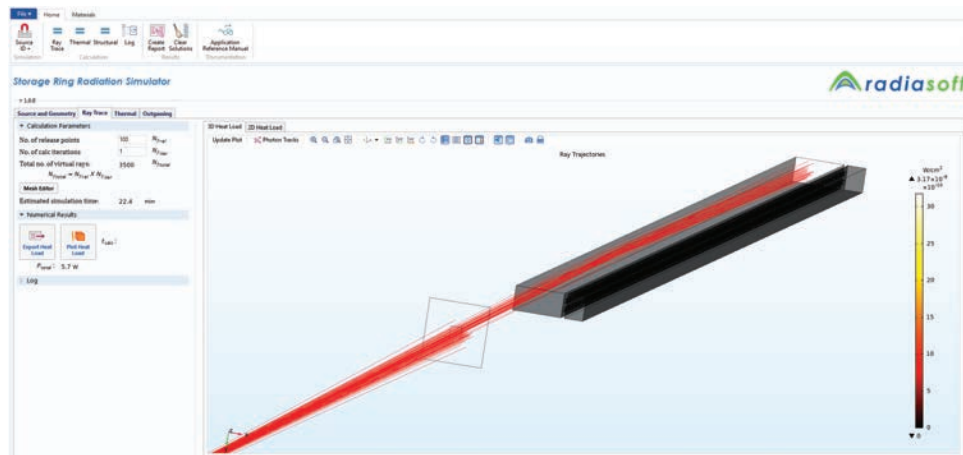 File
Home
Materials
Source
ID
Ray
Trace
Thermal
Structural
Log
Create
Report
Clear
Solutions
Application
Reference Manual
Simulation
Calculation
Results
Documentation
Storage Ring Radiation Simulator
radiasoft
Source and Geometry
Ray Trace
Thermal
Outgassing
Calculation Parameters
No. of release points
100
No. of calc iterations
1
Total no. of virtual rays:
3500
Mesh Editor
Estimated simulation time:
22.4 min
Numerical Results
Export Heat
Load
Plot Heat
Load
5.7 W
Log
3D Heat Load
2D Heat Load
Update Plot
Photon Tracks
Ray Trajectories
W/cm²
30
25
20
15
10
5
0
0